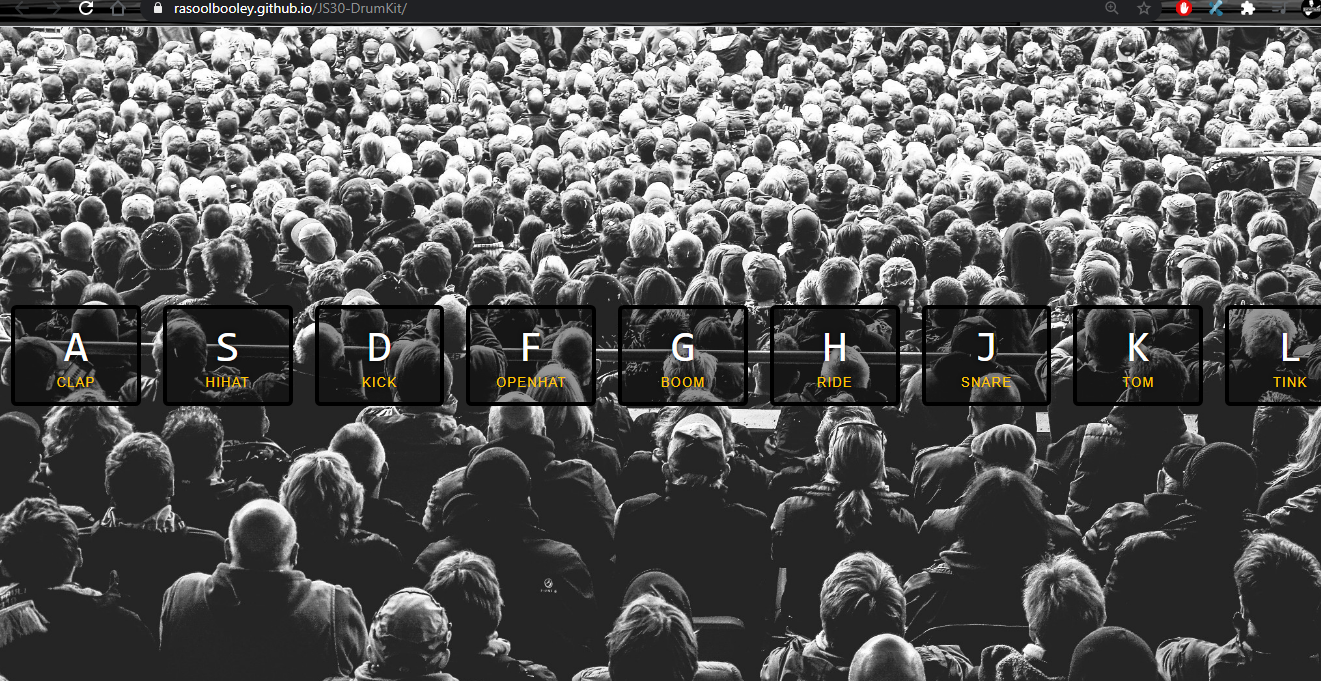 rasoolbooley.github.io/JS30-DrumKit/
A S D F G H J K L
CLAP HIHAT KICK OPENHAT BOOM RIDE SNARE TOM TINK